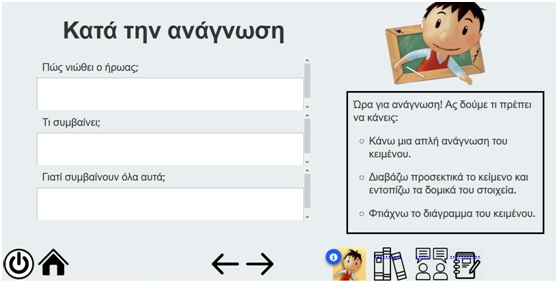 Κατά την ανάγνωση
Πώς νιώθει ο ήρωας;
Τι συμβαίνει;
Γιατί συμβαίνουν όλα αυτά;
Ώρα για ανάγνωση! Ας δούμε τι πρέπει
να κάνεις:
Κάνω μια απλή ανάγνωση του
κειμένου.
Διαβάζω προσεκτικά το κείμενο και
εντοπίζω τα δομικά του στοιχεία.
Φτιάχνω το διάγραμμα του κειμένου.